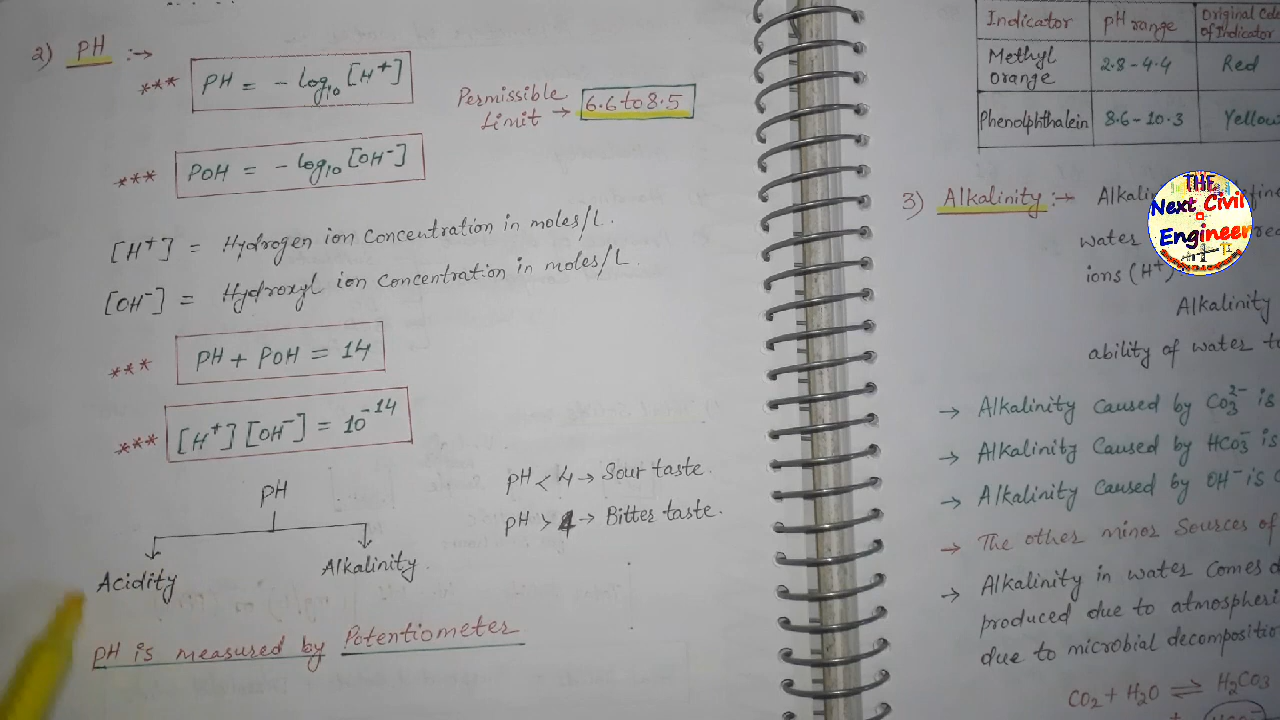 2) PH :→
*** PH = - log10 [H+]
Permissible Limit → 6.6 to 8.5
*** POH = - log10 [OH-]
[H+] = Hydrogen ion Concentration in moles/L.
[OH-] = Hydroxyl ion Concentration in moles/L.
*** PH + POH = 14
*** [H+] [OH-] = 10^-14
PH
Acidity Alkalinity.
pH < 4 → Sour taste.
pH > → Bitter taste.
PH is measured by Potentiometer
Indicator pH range Original of Indicator
Methyl Orange 2.8 - 4.4 Red
Phenolphthalein 8.6 - 10.3 Yellow
3) Alkalinity :→
water
ions (H+)
Alkalinity
ability of water to
→ Alkalinity Caused by CO3^2- is
→ Alkalinity Caused by HCO3^- is
→ Alkalinity Caused by OH- is
→ The other minor Sources of
→ Alkalinity in water Comes
produced due to
due to microbial
CO2 + H2O ⇌ H2CO3
+
THE
Next Civil
Engineer